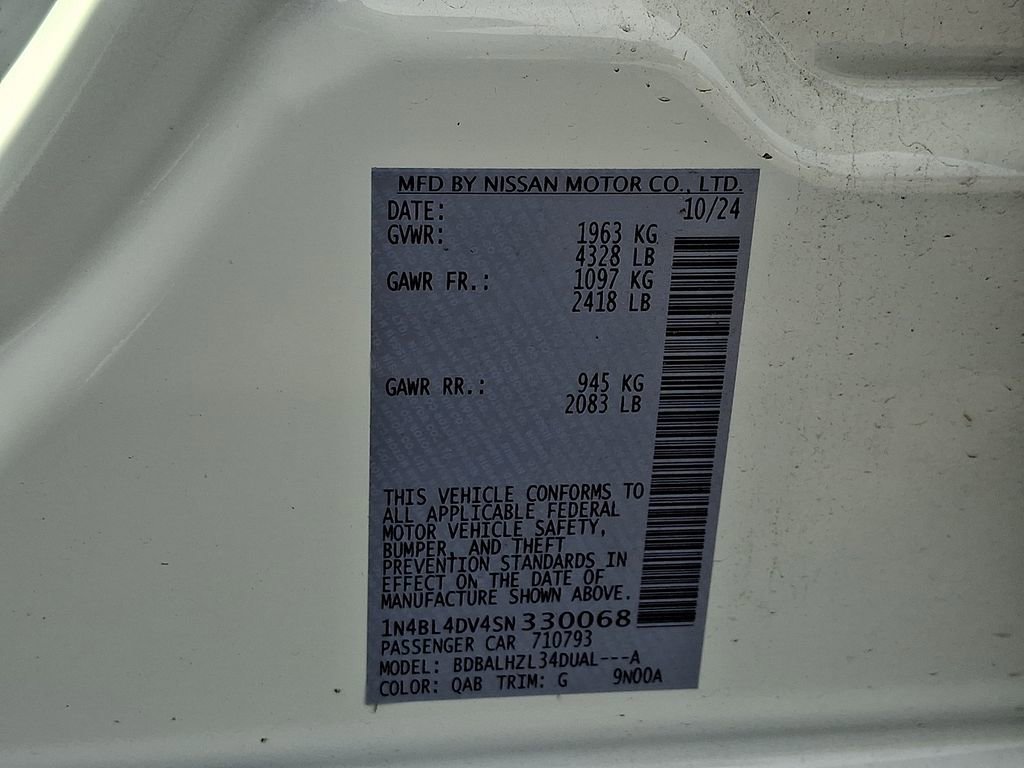 MFD BY NISSAN MOTOR CO., LTD.
DATE: 10/24
GVWR: 1963 KG
4328 LB
GAWR FR.: 1097 KG
2418 LB
GAWR RR.: 945 KG
2083 LB
THIS VEHICLE CONFORMS TO
ALL APPLICABLE FEDERAL
MOTOR VEHICLE SAFETY,
BUMPER, AND THEFT
PREVENTION STANDARDS IN
EFFECT ON THE DATE OF
MANUFACTURE SHOWN ABOVE.
1N4BL4DV4SN330068
PASSENGER CAR 710793
MODEL: BDBALHZL34DUAL---A
COLOR: QAB TRIM: G 9N00A